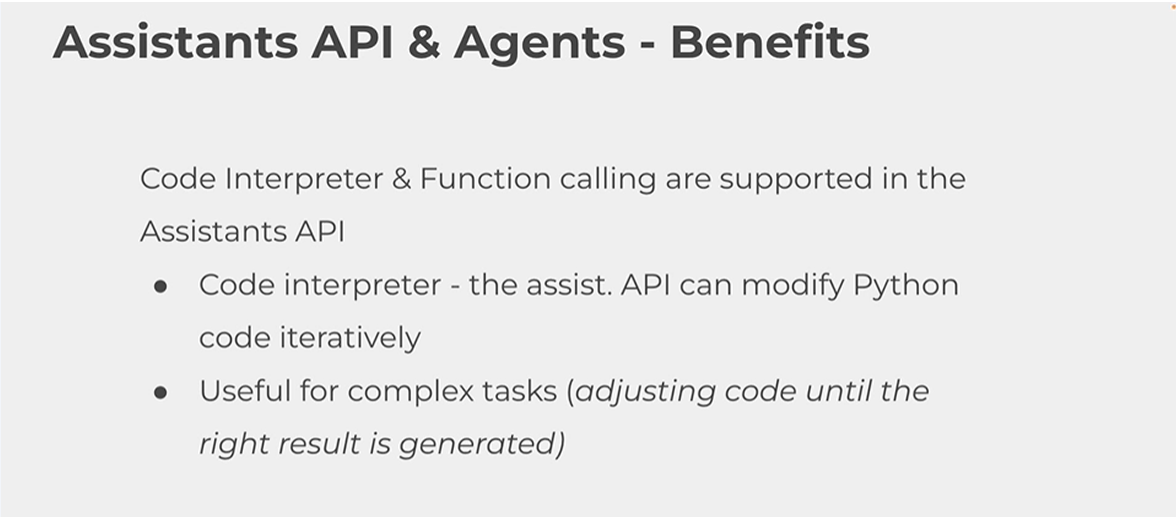 Assistants API & Agents - Benefits
Code Interpreter & Function calling are supported in the
Assistants API
● Code interpreter - the assist. API can modify Python
code iteratively
● Useful for complex tasks (adjusting code until the
right result is generated)